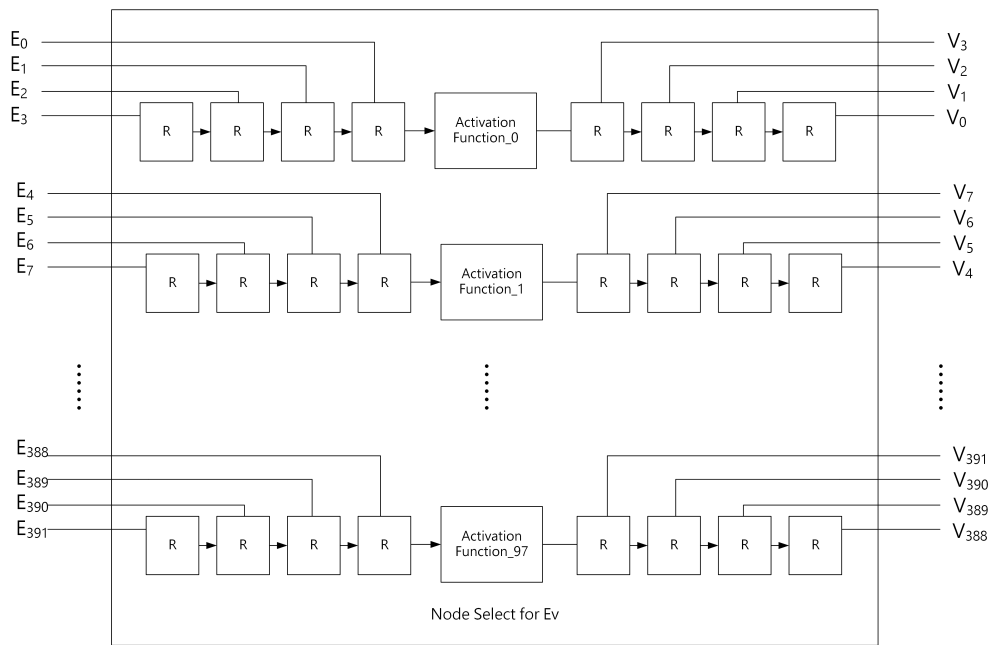 E0
V3
E1
V2
E2
V1
E3
V0
R R R R Activation Function_0 R R R R
E4
V7
E5
V6
E6
V5
E7
V4
R R R R Activation Function_1 R R R R
E388
V391
E389
V390
E390
V389
E391
V388
R R R R Activation Function_97 R R R R
Node Select for Ev